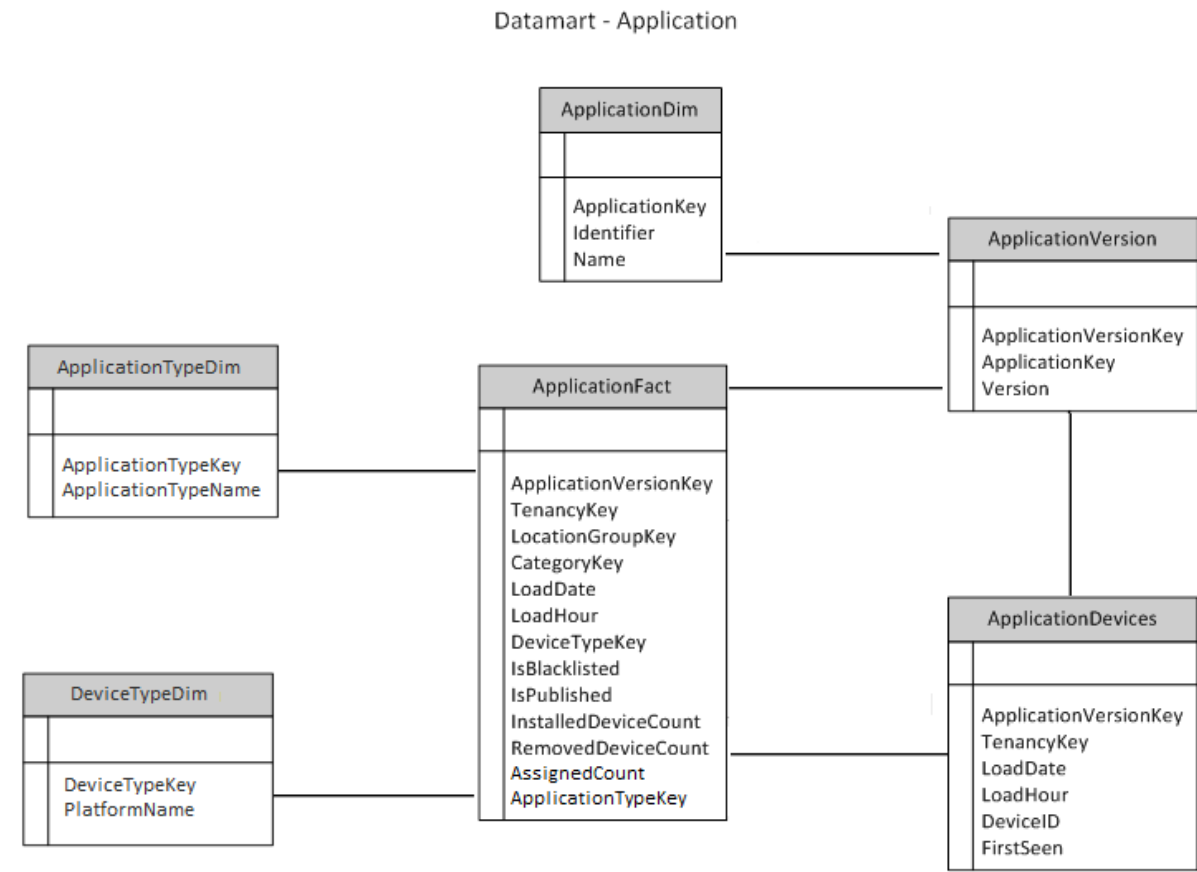 Datamart - Application
ApplicationDim
ApplicationKey
Identifier
Name
ApplicationVersion
ApplicationVersionKey
ApplicationKey
Version
ApplicationTypeDim
ApplicationTypeKey
ApplicationTypeName
ApplicationFact
ApplicationVersionKey
TenancyKey
LocationGroupKey
CategoryKey
LoadDate
LoadHour
DeviceTypeKey
IsBlacklisted
IsPublished
InstalledDeviceCount
RemovedDeviceCount
AssignedCount
ApplicationTypeKey
DeviceTypeDim
DeviceTypeKey
PlatformName
ApplicationDevices
ApplicationVersionKey
TenancyKey
LoadDate
LoadHour
DeviceID
FirstSeen